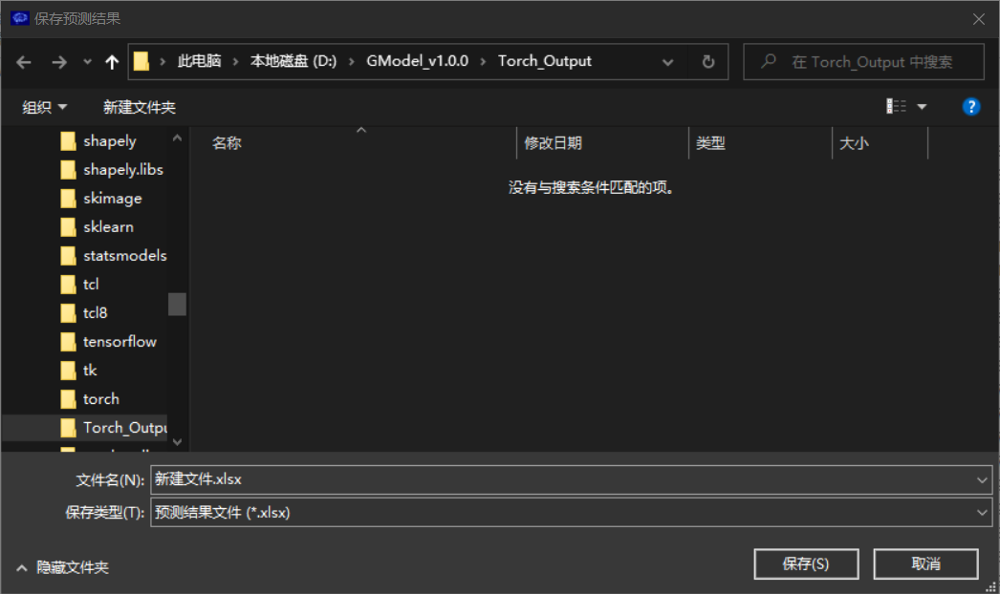 保存预测结果
此电脑 › 本地磁盘 (D:) › GModel_v1.0.0 › Torch_Output
在 Torch_Output 中搜索
组织 新建文件夹
名称 修改日期 类型 大小
没有与搜索条件匹配的项。
shapely
shapely.libs
skimage
sklearn
statsmodels
tcl
tcl8
tensorflow
tk
torch
Torch_Outpu
文件名(N): 新建文件.xlsx
保存类型(T): 预测结果文件 (*.xlsx)
隐藏文件夹 保存(S) 取消